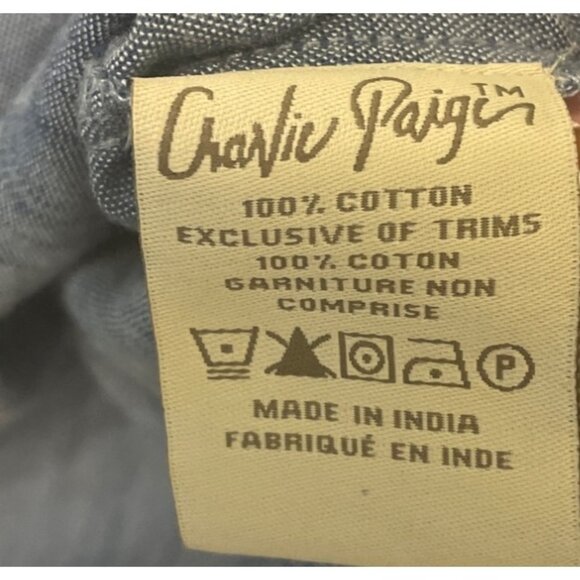 Charlie Paige™
100% COTTON
EXCLUSIVE OF TRIMS
100% COTON
GARNITURE NON
COMPRISE
P
MADE IN INDIA
FABRIQUÉ EN INDE